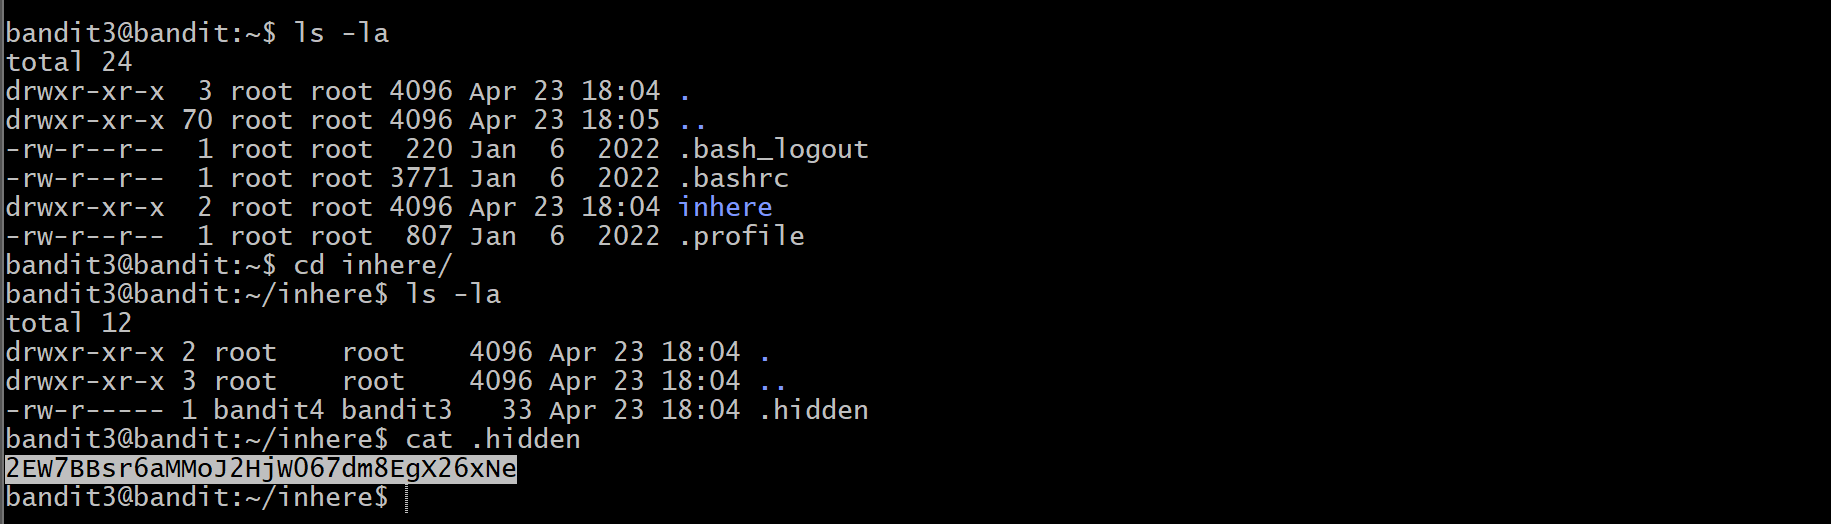 bandit3@bandit:~$ ls -la
total 24
drwxr-xr-x  3 root root 4096 Apr 23 18:04 .
drwxr-xr-x 70 root root 4096 Apr 23 18:05 ..
-rw-r--r--  1 root root  220 Jan  6  2022 .bash_logout
-rw-r--r--  1 root root 3771 Jan  6  2022 .bashrc
drwxr-xr-x  2 root root 4096 Apr 23 18:04 inhere
-rw-r--r--  1 root root  807 Jan  6  2022 .profile
bandit3@bandit:~$ cd inhere/
bandit3@bandit:~/inhere$ ls -la
total 12
drwxr-xr-x 2 root    root    4096 Apr 23 18:04 .
drwxr-xr-x 3 root    root    4096 Apr 23 18:04 ..
-rw-r----- 1 bandit4 bandit3   33 Apr 23 18:04 .hidden
bandit3@bandit:~/inhere$ cat .hidden
2EW7BBsr6aMMoJ2HjW067dm8EgX26xNe
bandit3@bandit:~/inhere$